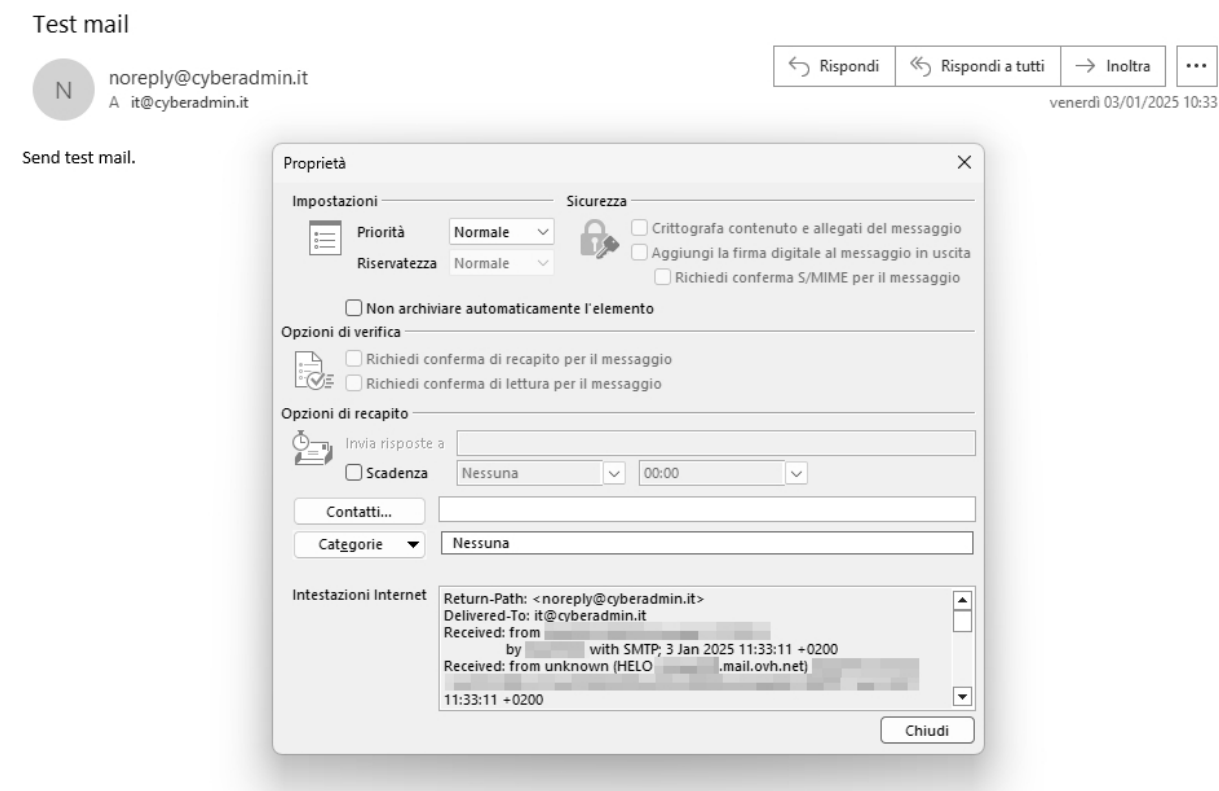 Test mail
N
noreply@cyberadmin.it
A it@cyberadmin.it
Rispondi
Rispondi a tutti
Inoltra
venerdì 03/01/2025 10:33
Send test mail.
Proprietà
Impostazioni
Priorità Normale
Riservatezza Normale
Sicurezza
Crittografa contenuto e allegati del messaggio
Aggiungi la firma digitale al messaggio in uscita
Richiedi conferma S/MIME per il messaggio
Non archiviare automaticamente l'elemento
Opzioni di verifica
Richiedi conferma di recapito per il messaggio
Richiedi conferma di lettura per il messaggio
Opzioni di recapito
Invia risposte a
Scadenza Nessuna 00:00
Contatti...
Categorie Nessuna
Intestazioni Internet
Return-Path: <noreply@cyberadmin.it>
Delivered-To: it@cyberadmin.it
Received: from
by with SMTP; 3 Jan 2025 11:33:11 +0200
Received: from unknown (HELO .mail.ovh.net)
11:33:11 +0200
Chiudi